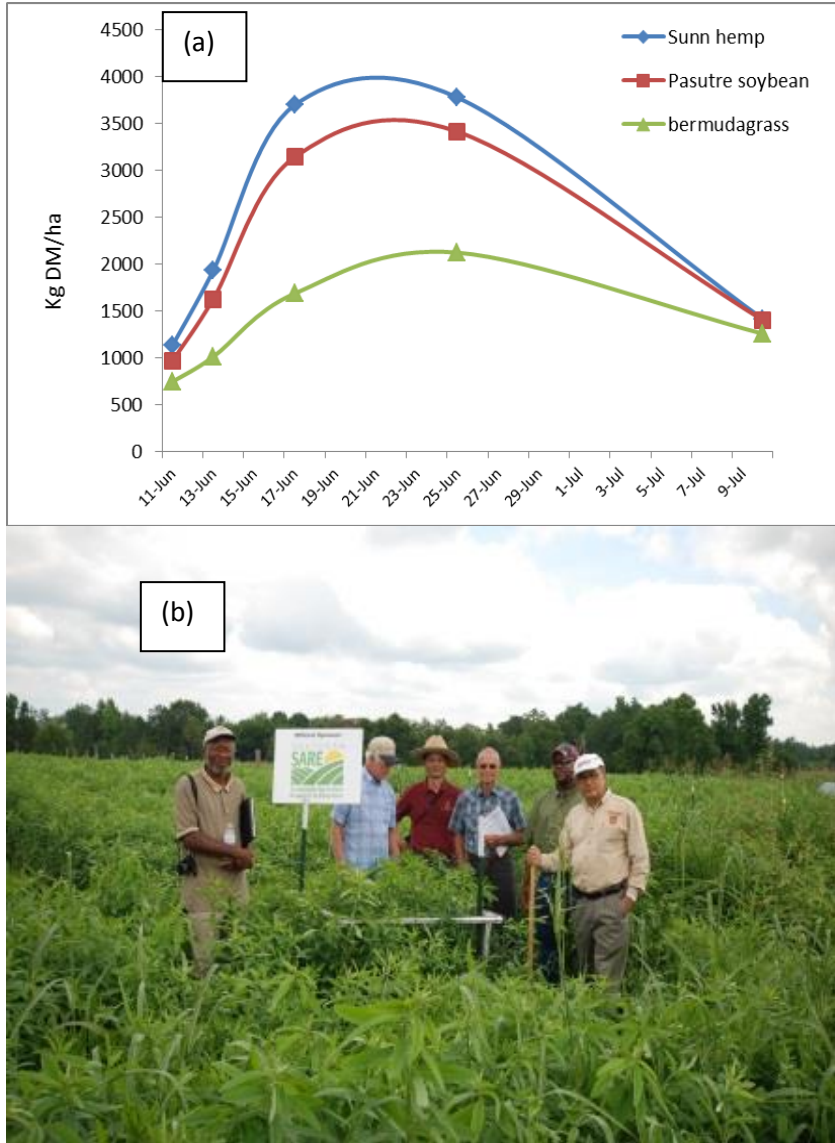 (a)
Sunn hemp
Pasutre soybean
bermudagrass
Kg DM/ha
4500
4000
3500
3000
2500
2000
1500
1000
500
0
11-Jun
13-Jun
15-Jun
17-Jun
19-Jun
21-Jun
23-Jun
25-Jun
27-Jun
29-Jun
1-Jul
3-Jul
5-Jul
7-Jul
9-Jul
(b)
SARE